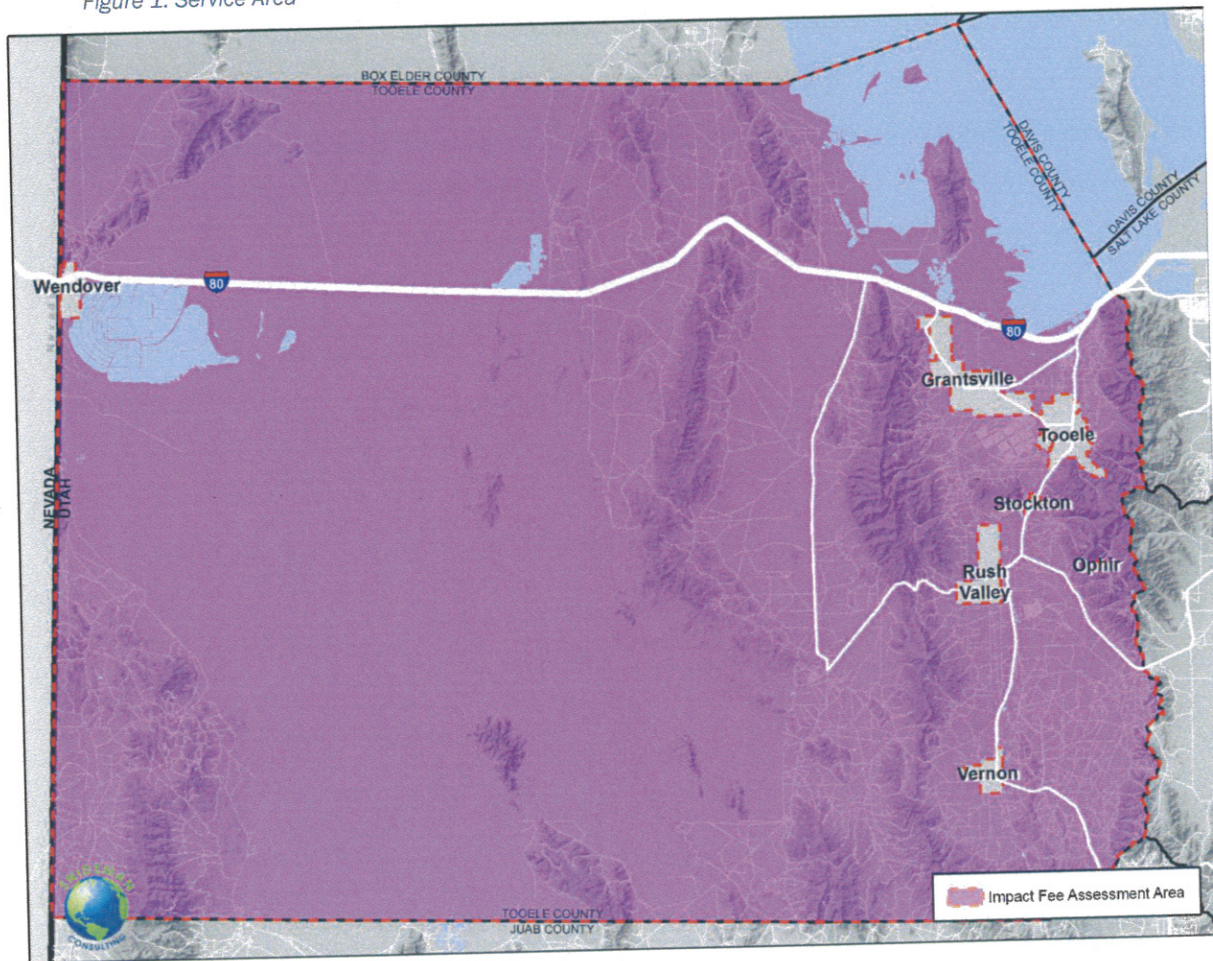 Figure 1. Service Area
BOX ELDER COUNTY
TOOELE COUNTY
DAVIS COUNTY
TOOELE COUNTY
DAVIS COUNTY
SALT LAKE COUNTY
Wendover
80
80
Grantsville
Tooele
NEVADA
UTAH
Stockton
Ophir
Rush
Valley
Vernon
CONSULTING
Impact Fee Assessment Area
TOOELE COUNTY
JUAB COUNTY